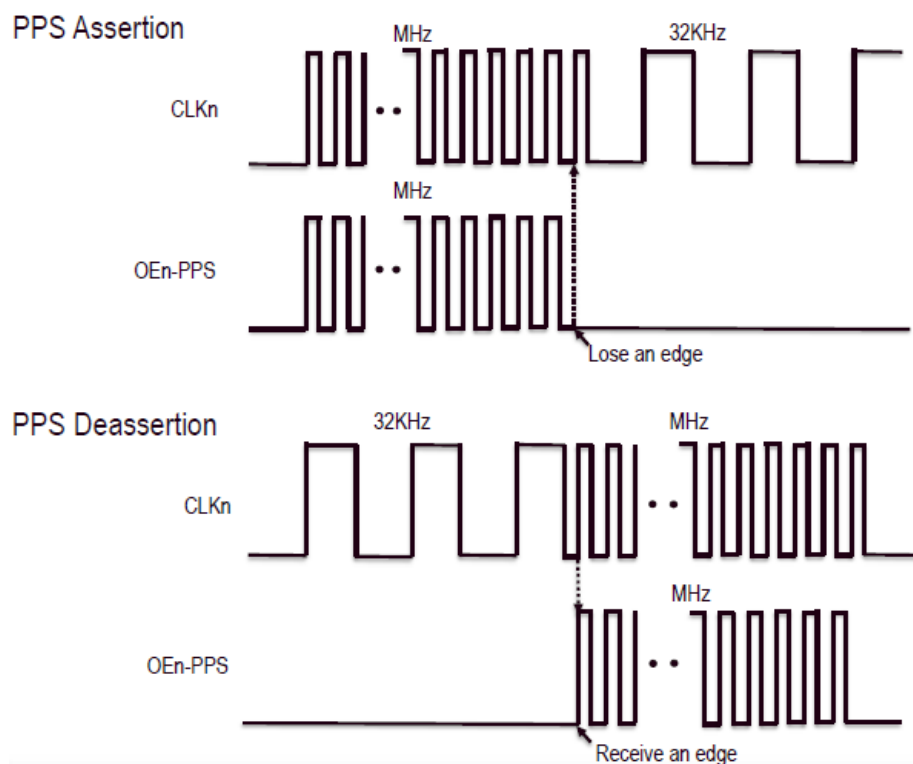 PPS Assertion
MHz
32KHz
CLKn
MHz
OEn-PPS
Lose an edge
PPS Deassertion
32KHz
MHz
CLKn
MHz
OEn-PPS
Receive an edge